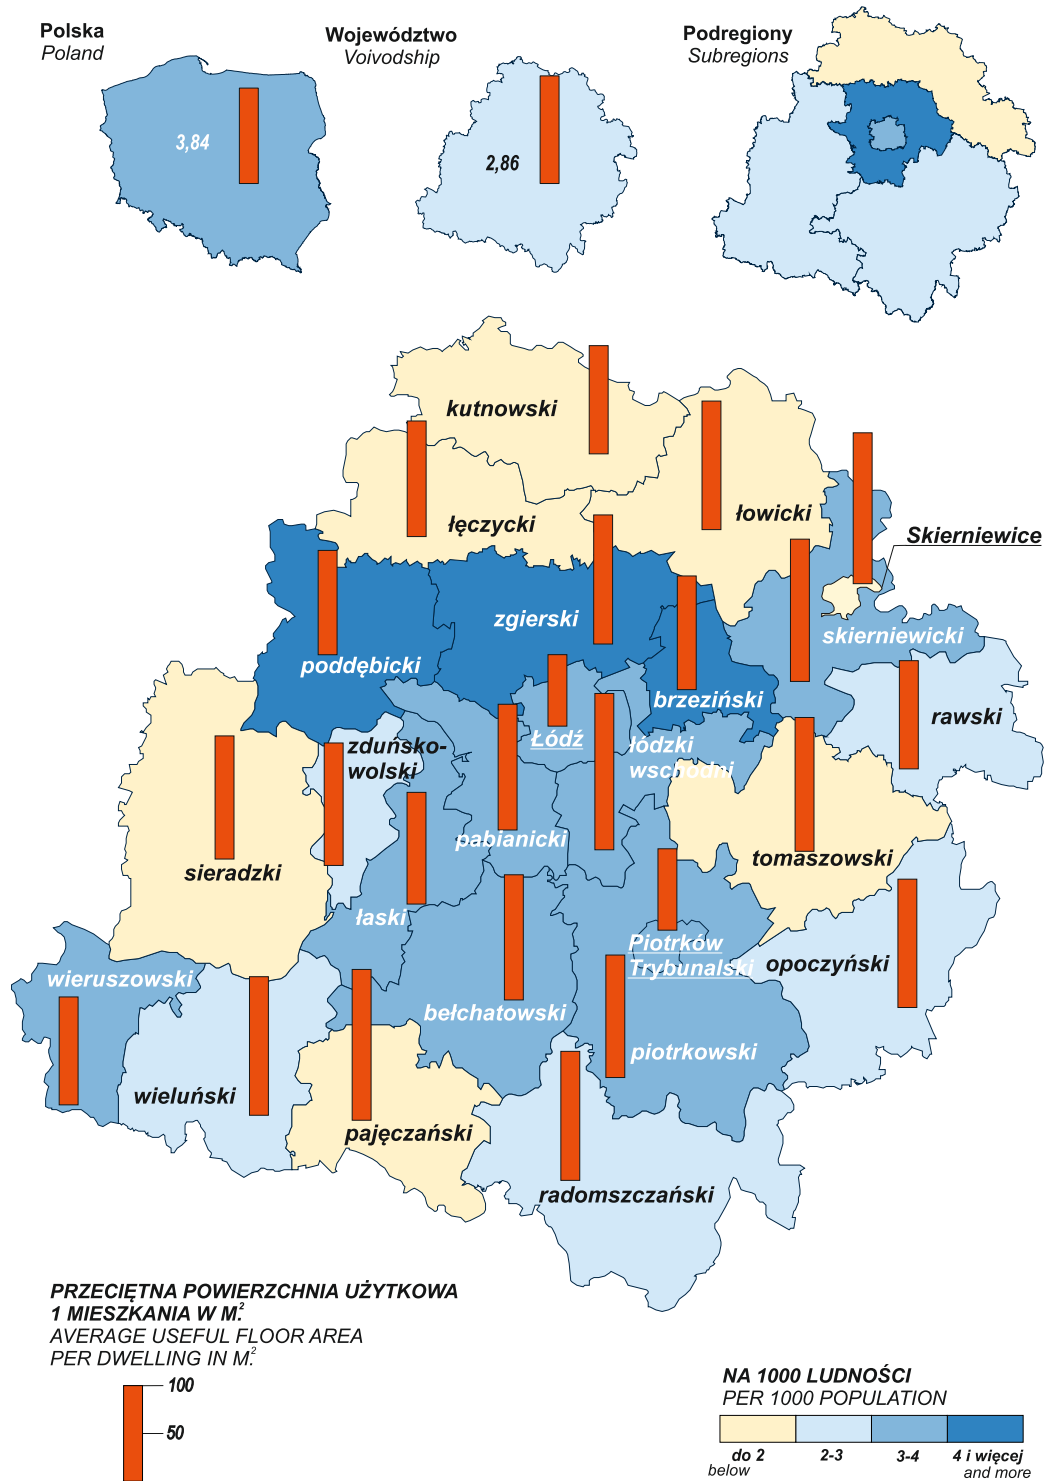 Polska
Poland
Województwo
Voivodship
Podregiony
Subregions
3,84
2,86
kutnowski
łęczycki
łowicki
Skierniewice
zgierski
skierniewicki
poddębicki
brzeziński
rawski
Łódź
łódzki
wschodni
zduńsko-
wolski
pabianicki
tomaszowski
sieradzki
łaski
Piotrków
Trybunalski
opoczyński
wieruszowski
bełchatowski
piotrkowski
wieluński
pajęczański
radomszczański
PRZECIĘTNA POWIERZCHNIA UŻYTKOWA
1 MIESZKANIA W M².
AVERAGE USEFUL FLOOR AREA
PER DWELLING IN M².
100
50
NA 1000 LUDNOŚCI
PER 1000 POPULATION
do 2 2-3 3-4 4 i więcej
below and more